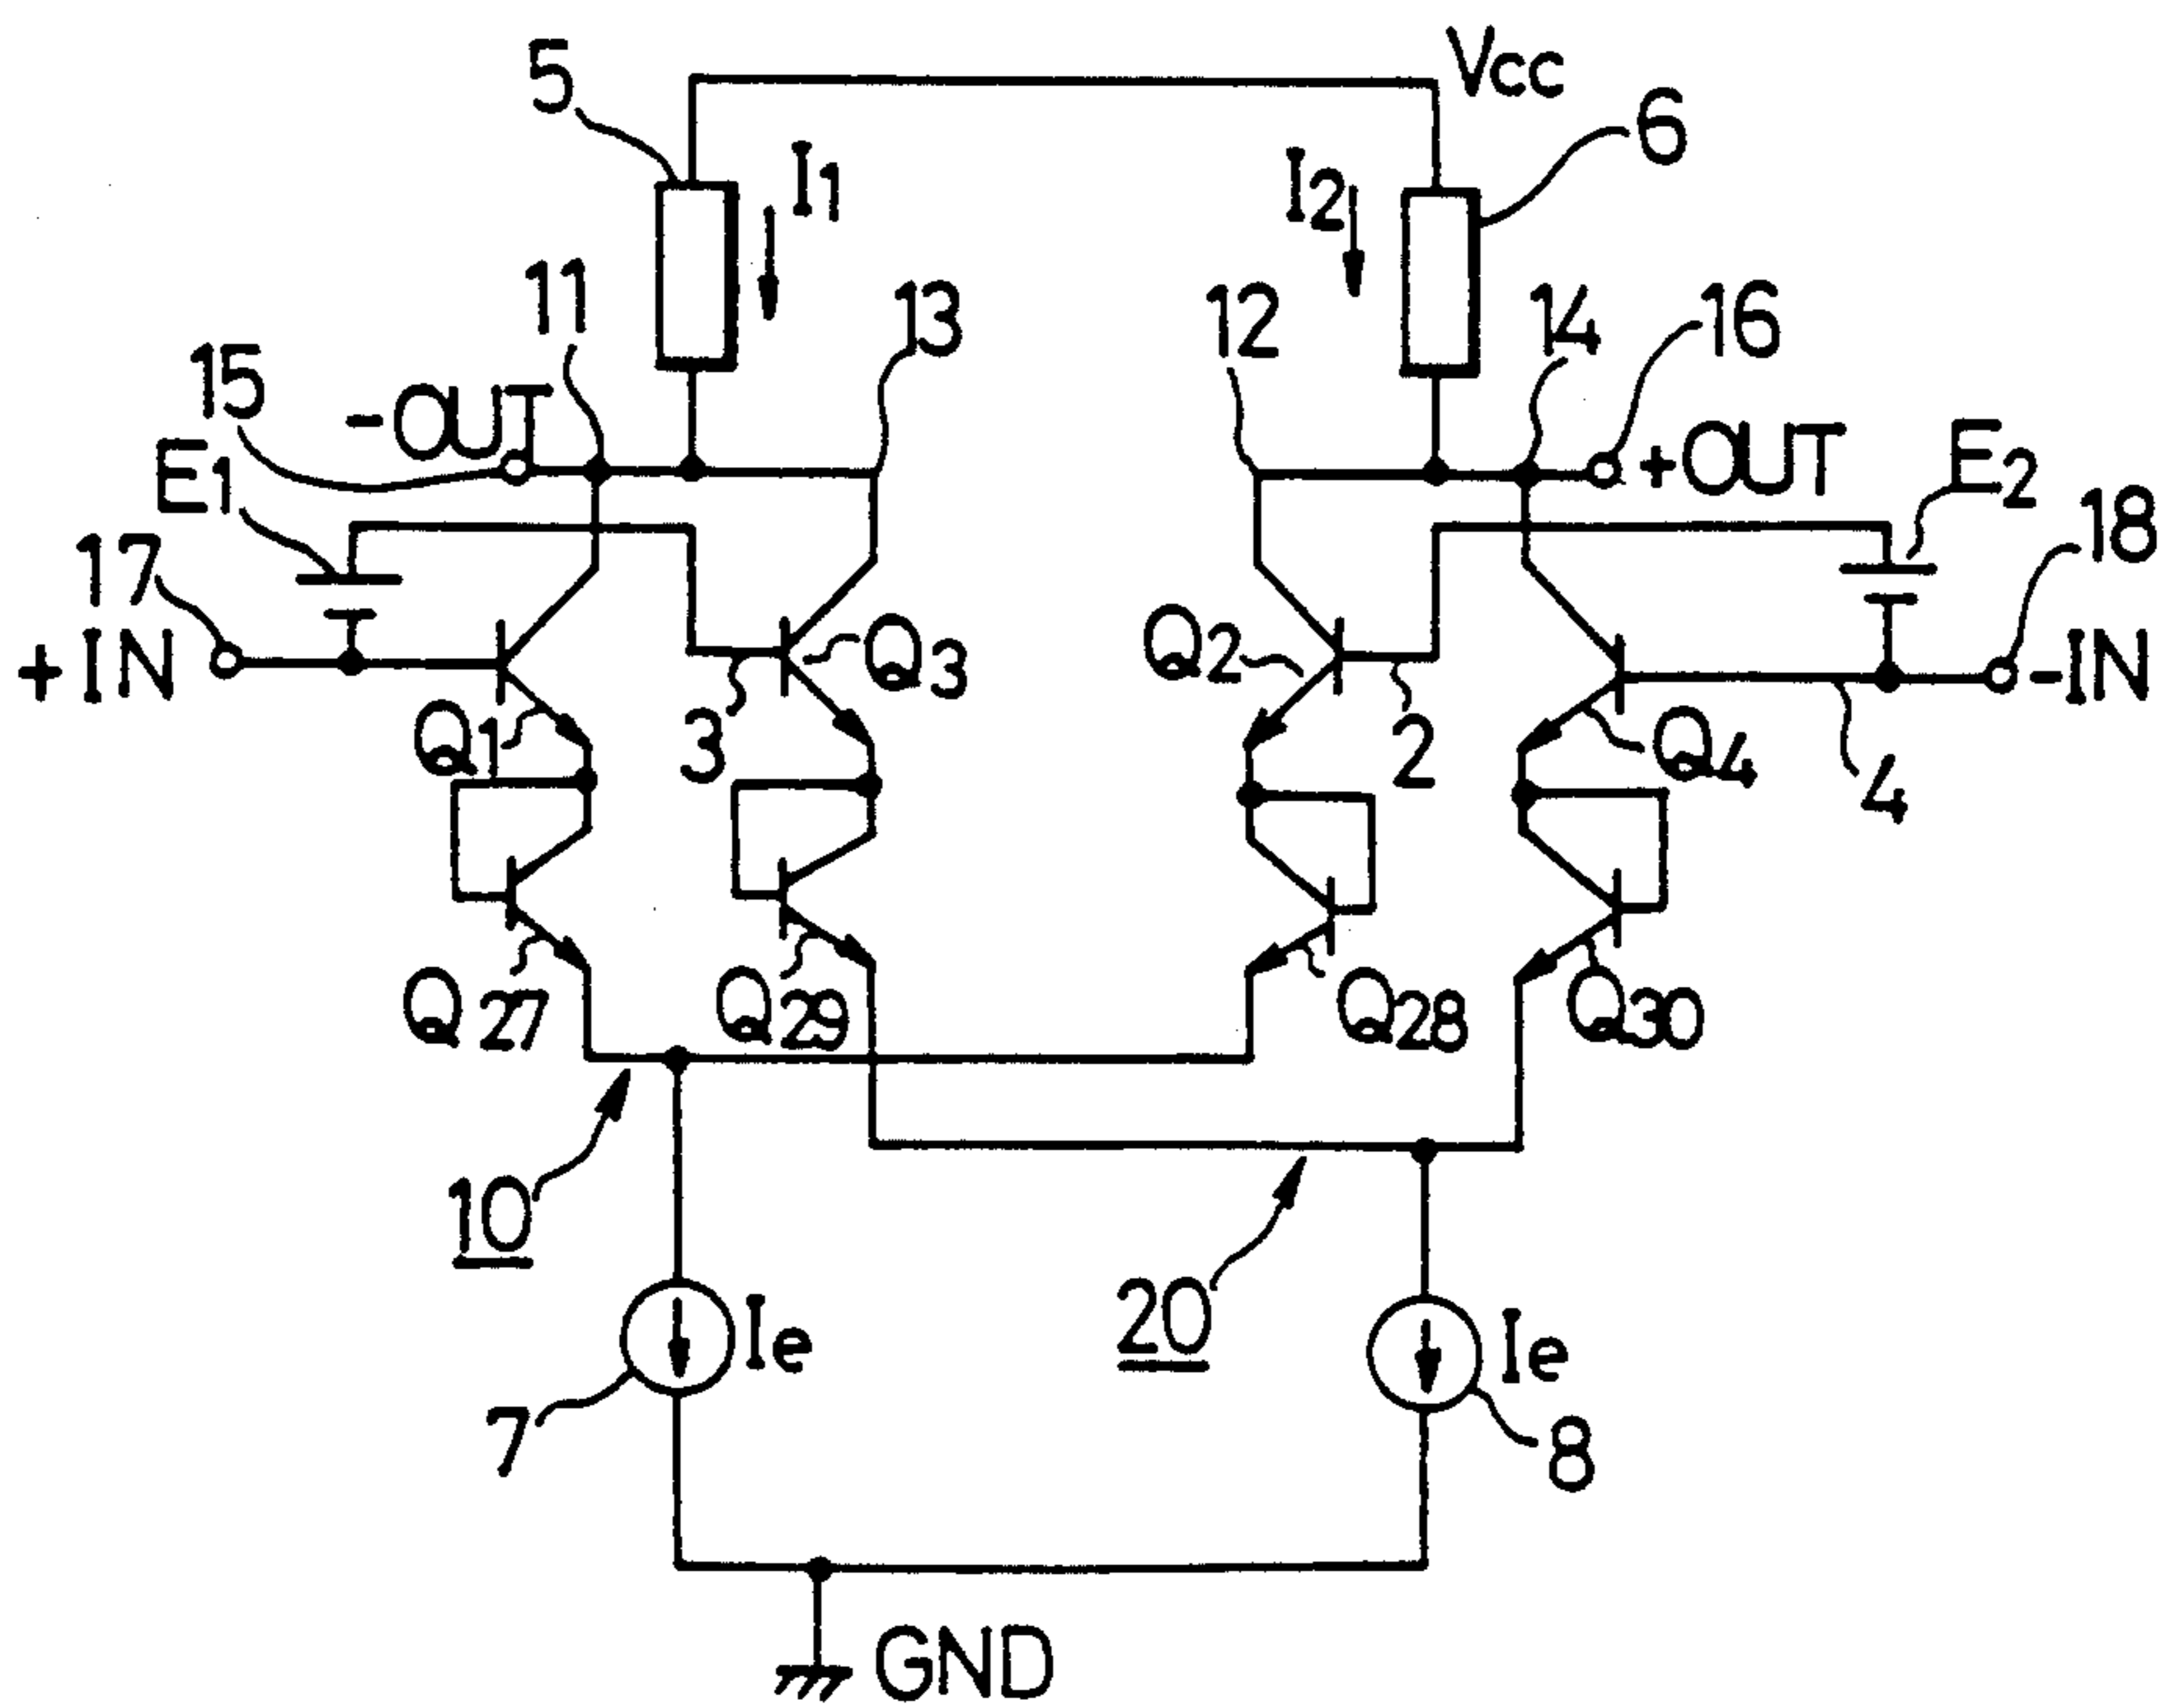 5
Vcc
6
I1
I2
11
13
12
14
16
15
-OUT
+OUT
E1
E2
18
17
+IN
Q3
Q2
-IN
Q1
3
2
Q4
4
Q27
Q29
Q28
Q30
10
20
Ie
Ie
7
8
GND